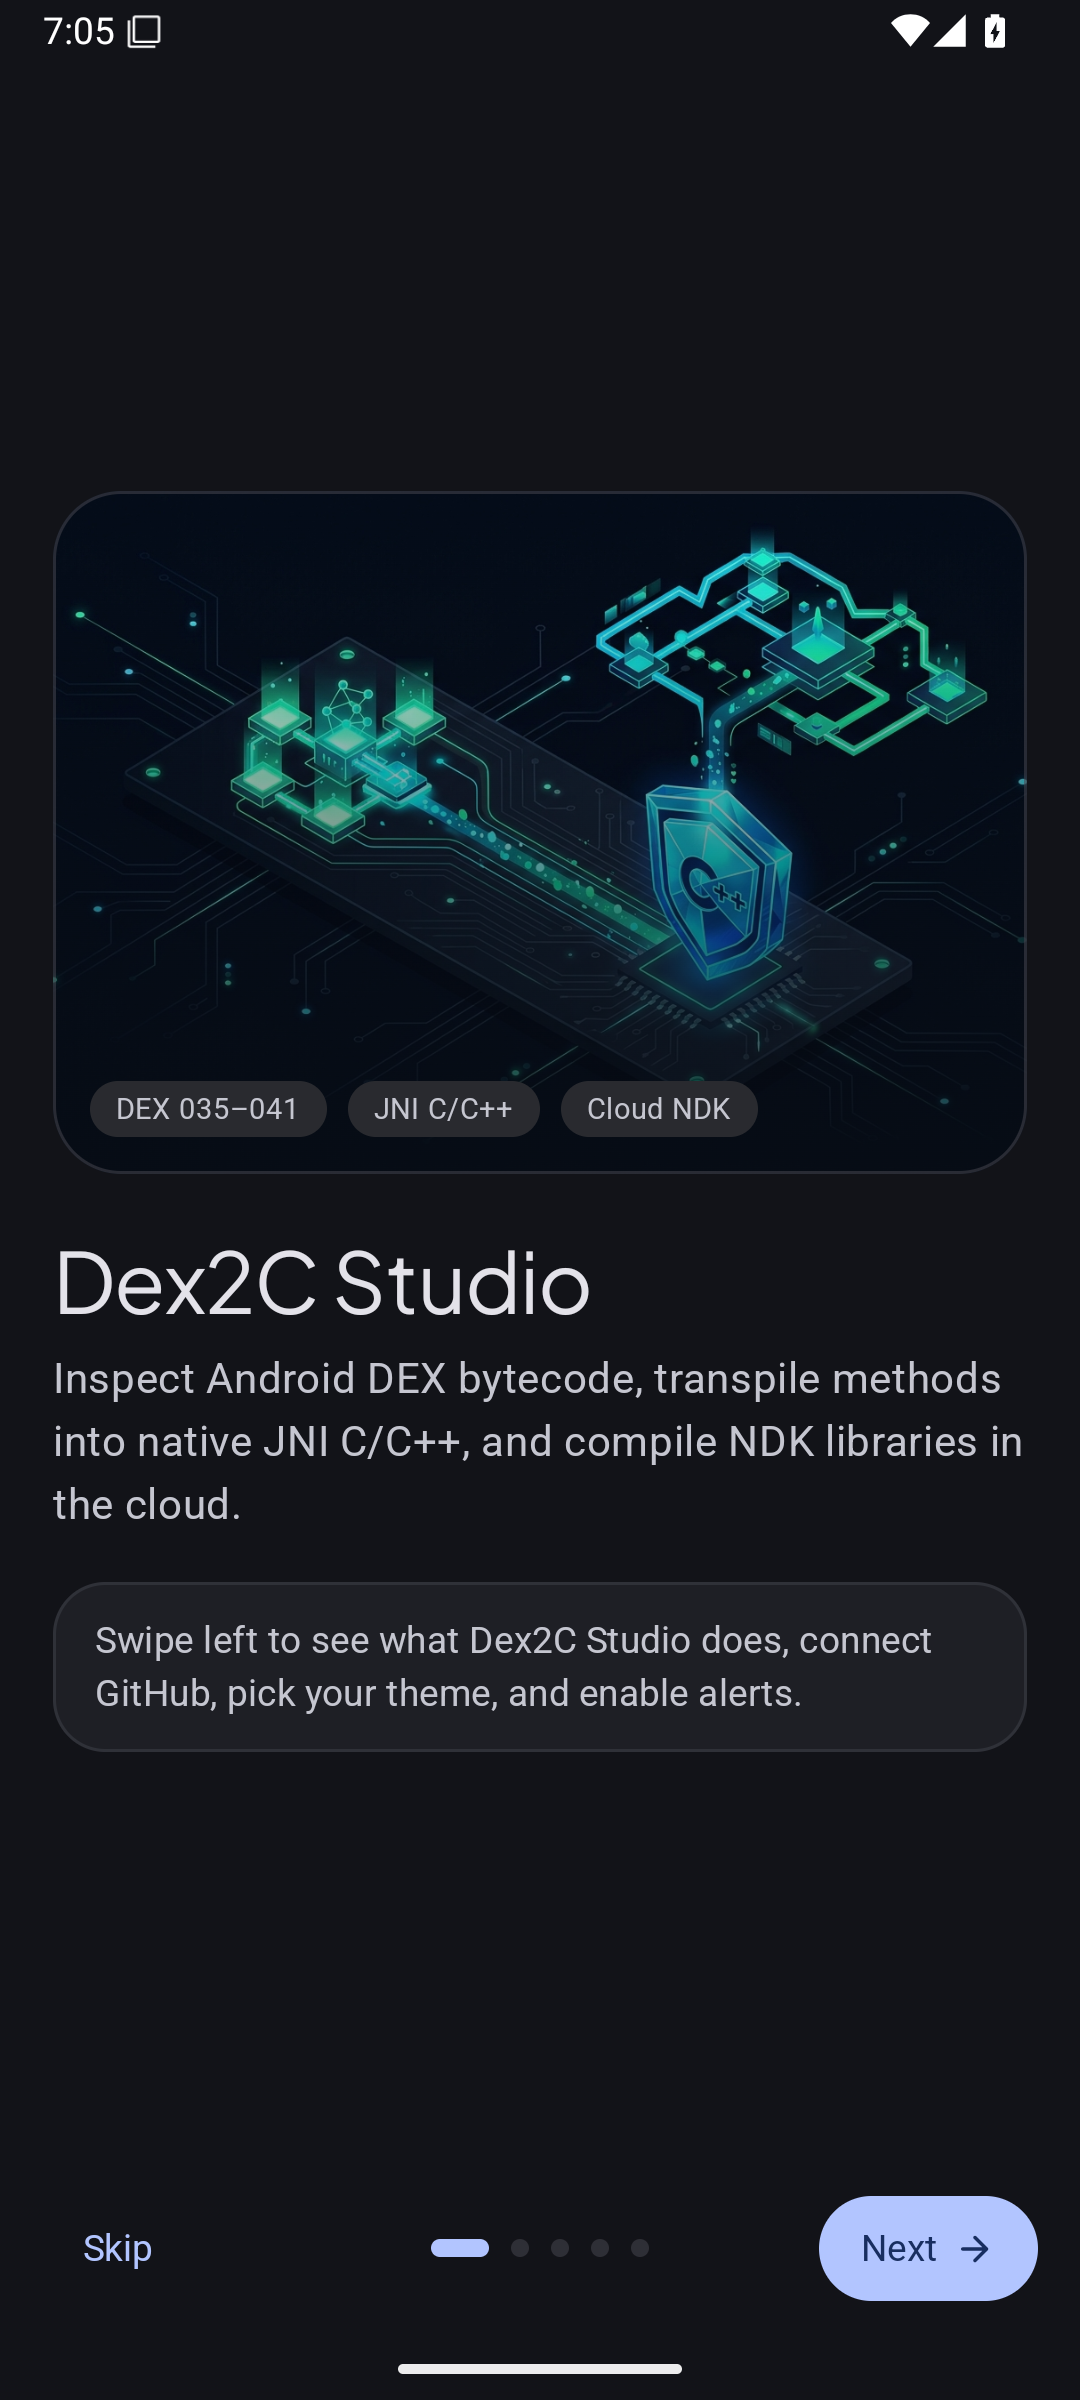 7:05
C++
DEX 035–041
JNI C/C++
Cloud NDK
Dex2C Studio
Inspect Android DEX bytecode, transpile methods
into native JNI C/C++, and compile NDK libraries in
the cloud.
Swipe left to see what Dex2C Studio does, connect
GitHub, pick your theme, and enable alerts.
Skip
Next